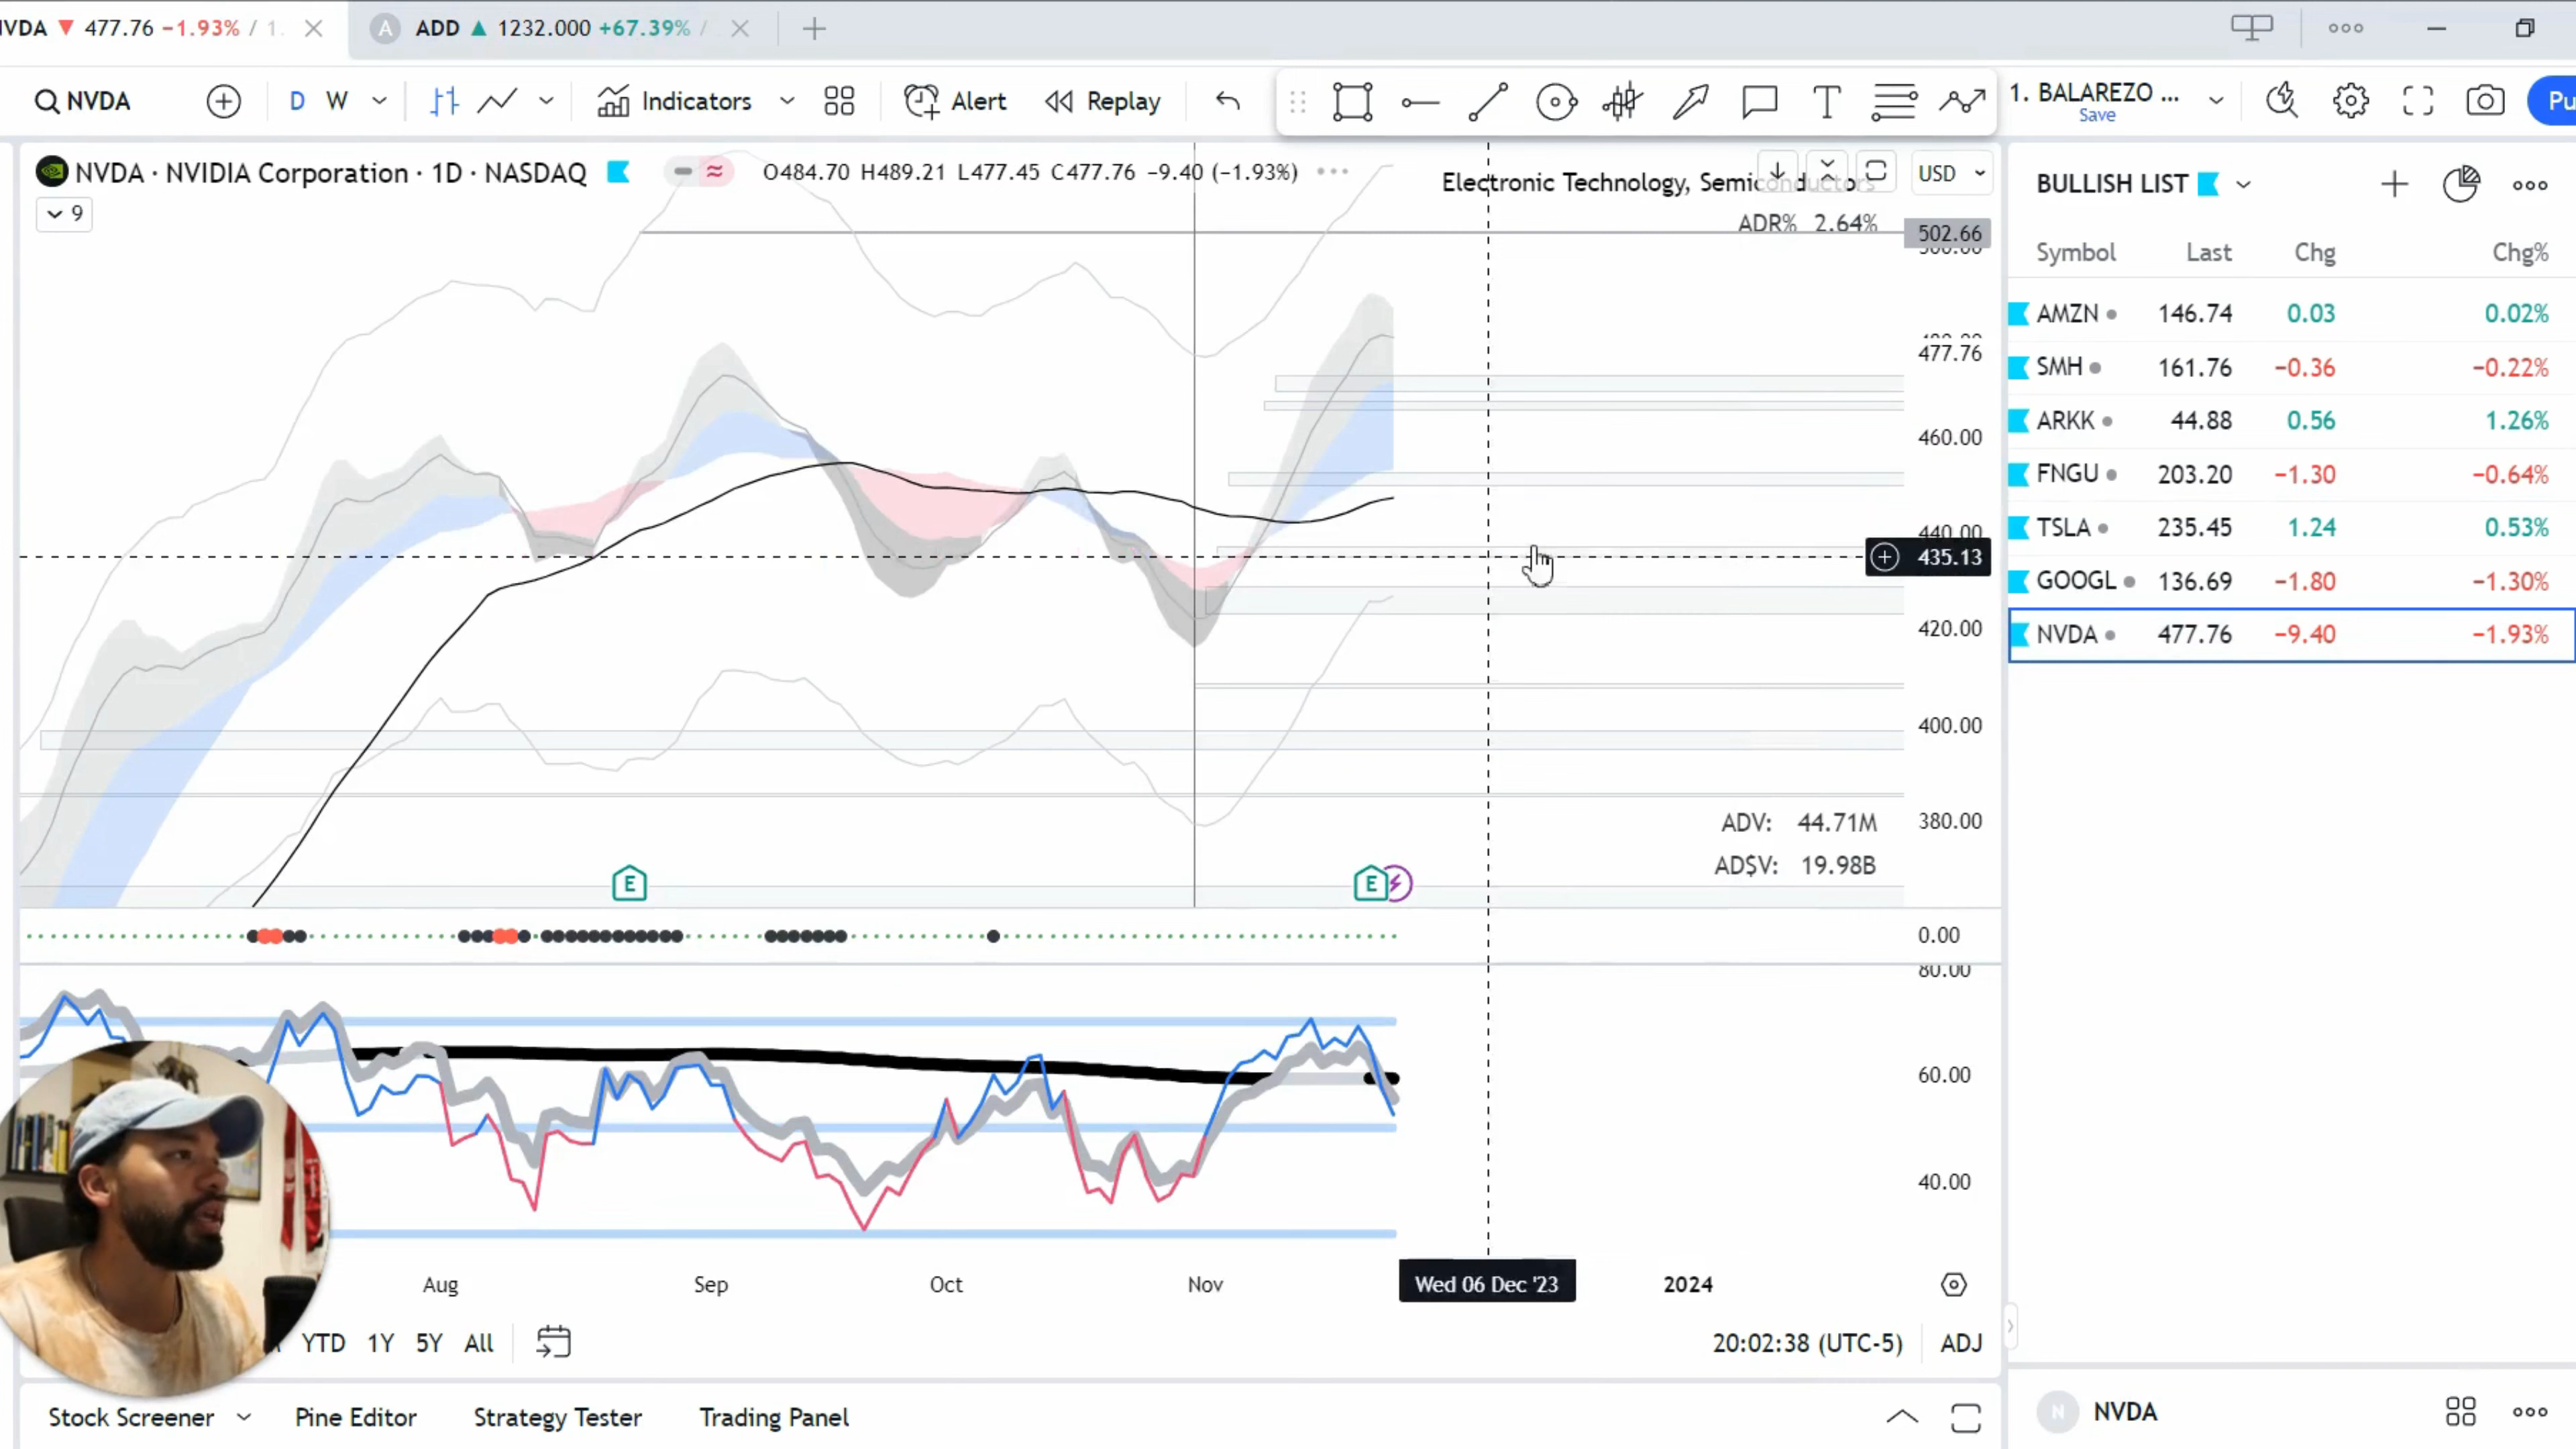 NVDA 477.76 −1.93% / 1.
A ADD 1232.000 +67.39% /
NVDA D W Indicators Alert Replay 1. BALAREZO ... Pu
Save
NVDA · NVIDIA Corporation · 1D · NASDAQ O484.70 H489.21 L477.45 C477.76 −9.40 (−1.93%)
9
Electronic Technology, Semiconductors
USD
ADR% 2.64%
502.66
477.76
460.00
440.00
435.13
420.00
400.00
380.00
ADV: 44.71M
AD$V: 19.98B
E E
0.00
80.00
60.00
40.00
Aug Sep Oct Nov Wed 06 Dec '23 2024
YTD 1Y 5Y All 20:02:38 (UTC-5) ADJ
Stock Screener Pine Editor Strategy Tester Trading Panel
BULLISH LIST
Symbol Last Chg Chg%
AMZN 146.74 0.03 0.02%
SMH 161.76 −0.36 −0.22%
ARKK 44.88 0.56 1.26%
FNGU 203.20 −1.30 −0.64%
TSLA 235.45 1.24 0.53%
GOOGL 136.69 −1.80 −1.30%
NVDA 477.76 −9.40 −1.93%
N NVDA